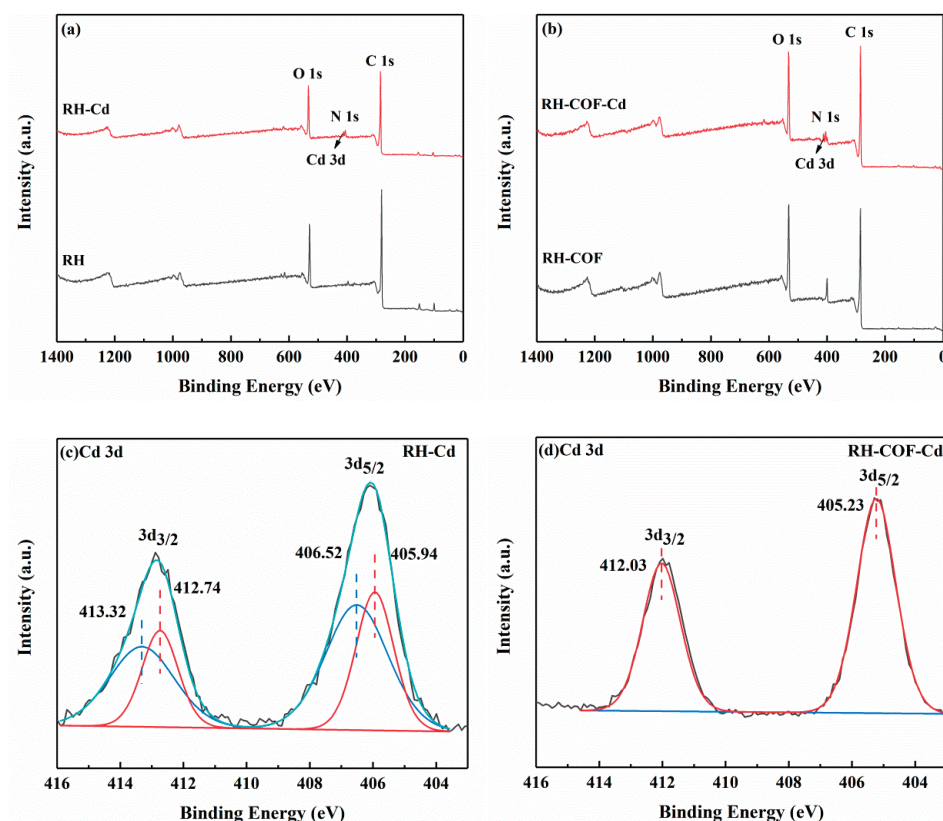 (a)
C 1s
O 1s
RH-Cd
N 1s
Cd 3d
RH
Intensity (a.u.)
1400 1200 1000 800 600 400 200 0
Binding Energy (eV)
(b)
C 1s
O 1s
RH-COF-Cd
N 1s
Cd 3d
RH-COF
Intensity (a.u.)
1400 1200 1000 800 600 400 200 0
Binding Energy (eV)
(c)Cd 3d
RH-Cd
3d5/2
406.52 405.94
3d3/2
413.32 412.74
Intensity (a.u.)
416 414 412 410 408 406 404
Binding Energy (eV)
(d)Cd 3d
RH-COF-Cd
3d5/2
405.23
3d3/2
412.03
Intensity (a.u.)
416 414 412 410 408 406 404
Binding Energy (eV)